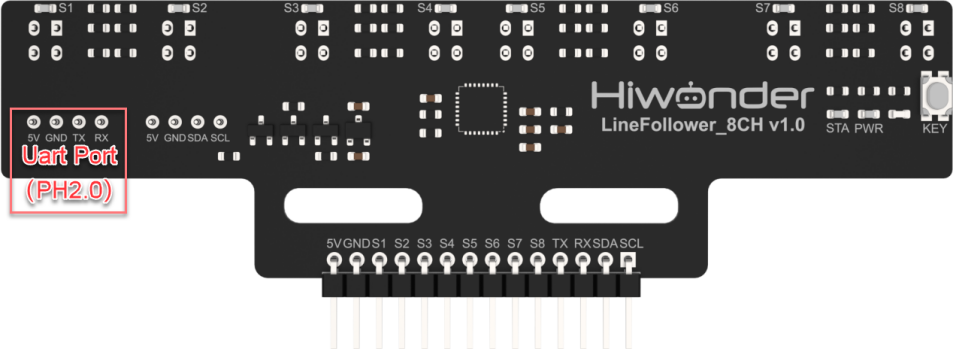 S1 S2 S3 S4 S5 S6 S7 S8
Hiwonder
LineFollower_8CH v1.0
5V GND TX RX
5V GND SDA SCL
STA PWR KEY
Uart Port
(PH2.0)
5V GND S1 S2 S3 S4 S5 S6 S7 S8 TX RX SDA SCL